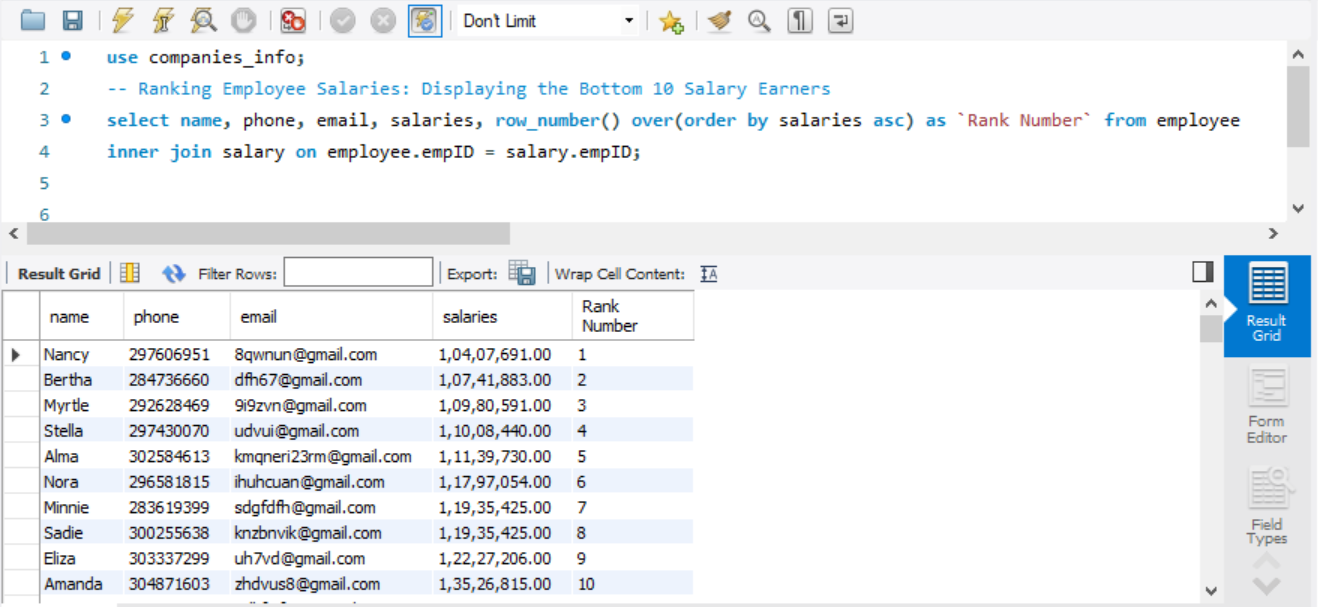 Don't Limit
1 use companies_info;
2 -- Ranking Employee Salaries: Displaying the Bottom 10 Salary Earners
3 select name, phone, email, salaries, row_number() over(order by salaries asc) as `Rank Number` from employee
4 inner join salary on employee.empID = salary.empID;
5
6
Result Grid Filter Rows: Export: Wrap Cell Content:
name phone email salaries Rank Number
Nancy 297606951 8qwnun@gmail.com 1,04,07,691.00 1
Bertha 284736660 dfh67@gmail.com 1,07,41,883.00 2
Myrtle 292628469 9i9zvn@gmail.com 1,09,80,591.00 3
Stella 297430070 udvui@gmail.com 1,10,08,440.00 4
Alma 302584613 kmqneri23rm@gmail.com 1,11,39,730.00 5
Nora 296581815 ihuhcuan@gmail.com 1,17,97,054.00 6
Minnie 283619399 sdgfdfh@gmail.com 1,19,35,425.00 7
Sadie 300255638 knzbnvik@gmail.com 1,19,35,425.00 8
Eliza 303337299 uh7vd@gmail.com 1,22,27,206.00 9
Amanda 304871603 zhdvus8@gmail.com 1,35,26,815.00 10
Result
Grid
Form
Editor
Field
Types